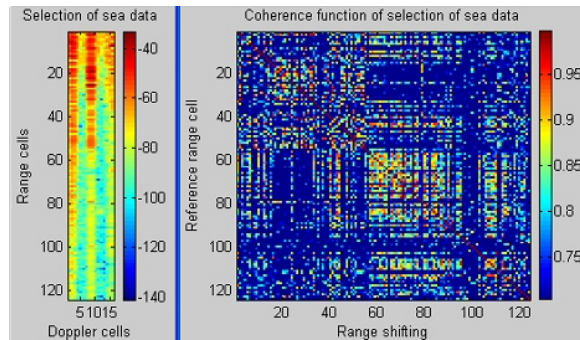 Selection of sea data
Range cells
20
40
60
80
100
120
5 10 15
Doppler cells
-40
-60
-80
-100
-120
-140
Coherence function of selection of sea data
Reference range cell
20
40
60
80
100
120
20 40 60 80 100 120
Range shifting
0.95
0.9
0.85
0.8
0.75